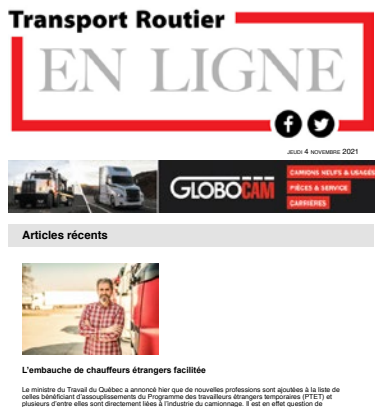 Transport Routier
EN LIGNE
JEUDI 4 NOVEMBRE 2021
GLOBOCAM
CAMIONS NEUFS & USAGÉS
PIÈCES & SERVICE
CARRIÈRES
Articles récents
L'embauche de chauffeurs étrangers facilitée
Le ministre du Travail du Québec a annoncé hier que de nouvelles professions sont ajoutées à la liste de
celles bénéficiant d'assouplissements du Programme des travailleurs étrangers temporaires (PTET) et
plusieurs d'entre elles sont directement liées à l'industrie du camionnage. Il est en effet question de